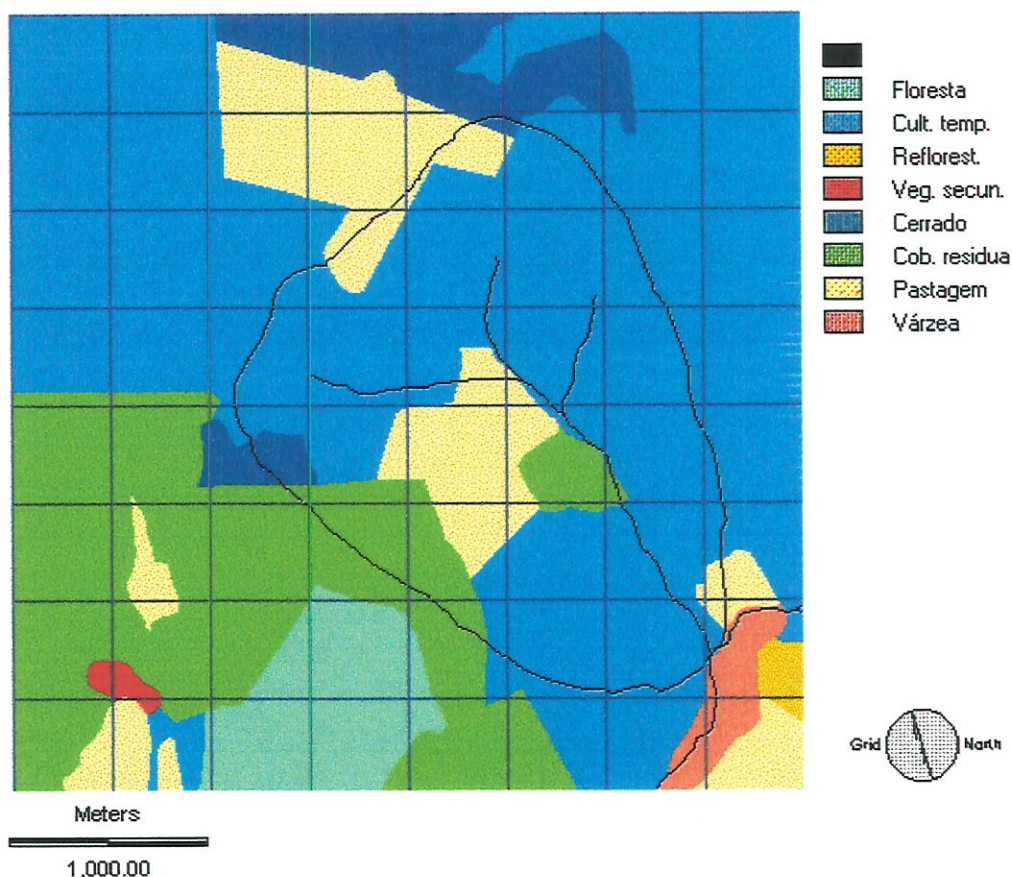 Floresta
Cult. temp.
Reflorest.
Veg. secun.
Cerrado
Cob. residua
Pastagem
Várzea
Grid North
Meters
1,000.00